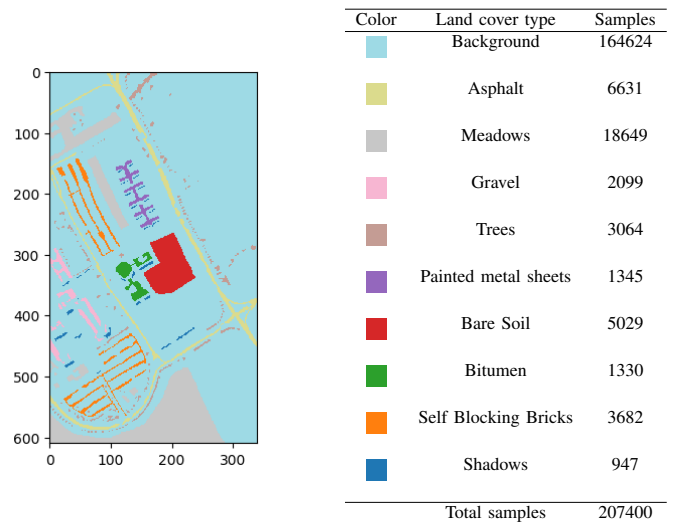 Color Land cover type Samples
Background 164624
Asphalt 6631
Meadows 18649
Gravel 2099
Trees 3064
Painted metal sheets 1345
Bare Soil 5029
Bitumen 1330
Self Blocking Bricks 3682
Shadows 947
Total samples 207400
0
100
200
300
400
500
600
0 100 200 300